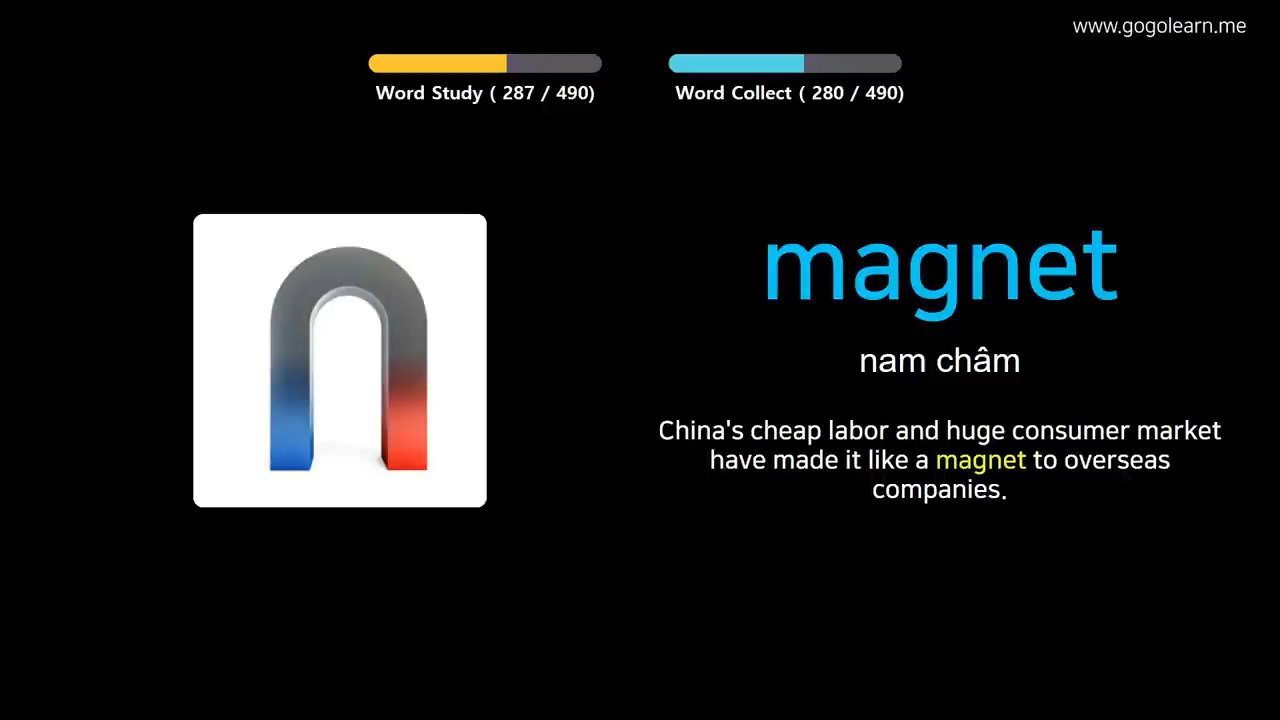 www.gogolearn.me
Word Study ( 287 / 490)
Word Collect ( 280 / 490)
magnet
nam châm
China's cheap labor and huge consumer market
have made it like a magnet to overseas
companies.